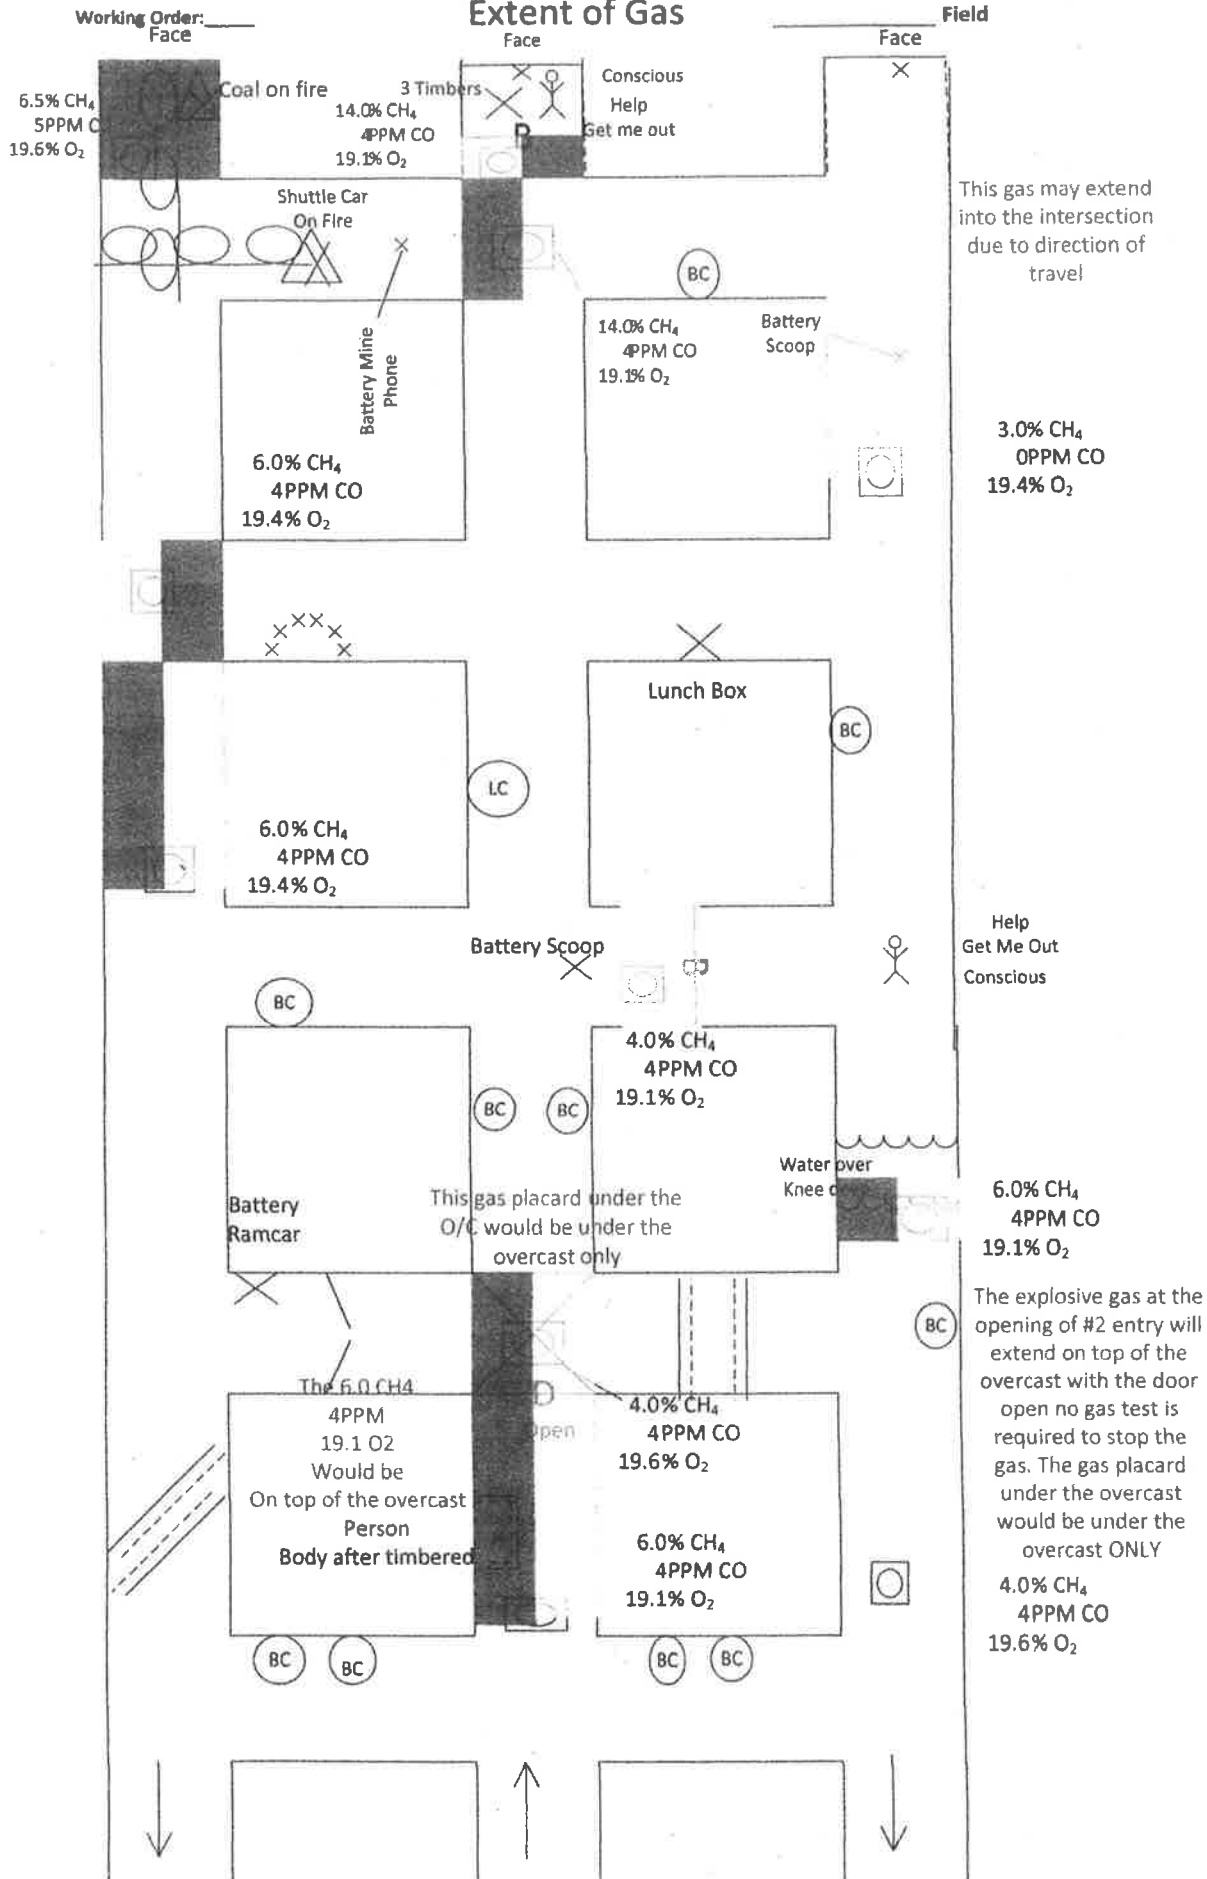 Extent of Gas
Working Order:
Field
Face
Face
Face
6.5% CH₄
5PPM C
19.6% O₂
Coal on fire
3 Timbers
14.0% CH₄
4PPM CO
19.1% O₂
Conscious
Help
Get me out
Shuttle Car
On Fire
This gas may extend
into the intersection
due to direction of
travel
BC
Battery Mine
Phone
14.0% CH₄
4PPM CO
19.1% O₂
Battery
Scoop
6.0% CH₄
4PPM CO
19.4% O₂
3.0% CH₄
0PPM CO
19.4% O₂
Lunch Box
BC
LC
6.0% CH₄
4PPM CO
19.4% O₂
Battery Scoop
Help
Get Me Out
Conscious
BC
4.0% CH₄
4PPM CO
19.1% O₂
BC
BC
Water over
Knee
6.0% CH₄
4PPM CO
19.1% O₂
Battery
Ramcar
This gas placard under the
O/C would be under the
overcast only
BC
The explosive gas at the
opening of #2 entry will
extend on top of the
overcast with the door
open no gas test is
required to stop the
gas. The gas placard
under the overcast
would be under the
overcast ONLY
The 6.0 CH4
4PPM
19.1 O2
Would be
On top of the overcast
Person
Body after timbered
D
Open
4.0% CH₄
4PPM CO
19.6% O₂
6.0% CH₄
4PPM CO
19.1% O₂
4.0% CH₄
4PPM CO
19.6% O₂
BC
BC
BC
BC